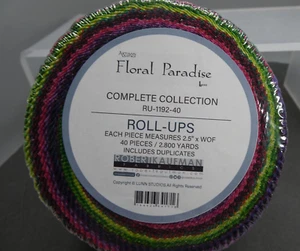 Floral Paradise
COMPLETE COLLECTION
RU-1192-40
ROLL-UPS
EACH PIECE MEASURES 2.5" x WOF
40 PIECES / 2.800 YARDS
INCLUDES DUPLICATES
ROBERT KAUFMAN